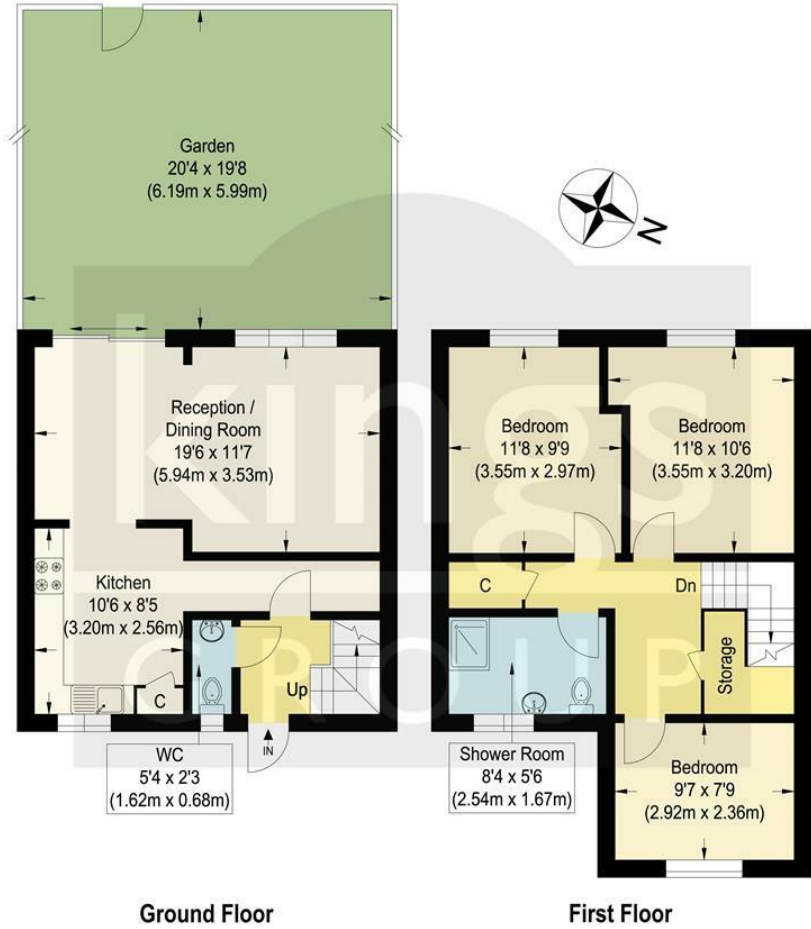 Garden
20'4 x 19'8
(6.19m x 5.99m)
N
kings
GROUP
Reception /
Dining Room
19'6 x 11'7
(5.94m x 3.53m)
Kitchen
10'6 x 8'5
(3.20m x 2.56m)
C
Up
IN
WC
5'4 x 2'3
(1.62m x 0.68m)
Bedroom
11'8 x 9'9
(3.55m x 2.97m)
Bedroom
11'8 x 10'6
(3.55m x 3.20m)
C
Dn
Storage
Shower Room
8'4 x 5'6
(2.54m x 1.67m)
Bedroom
9'7 x 7'9
(2.92m x 2.36m)
Ground Floor
First Floor